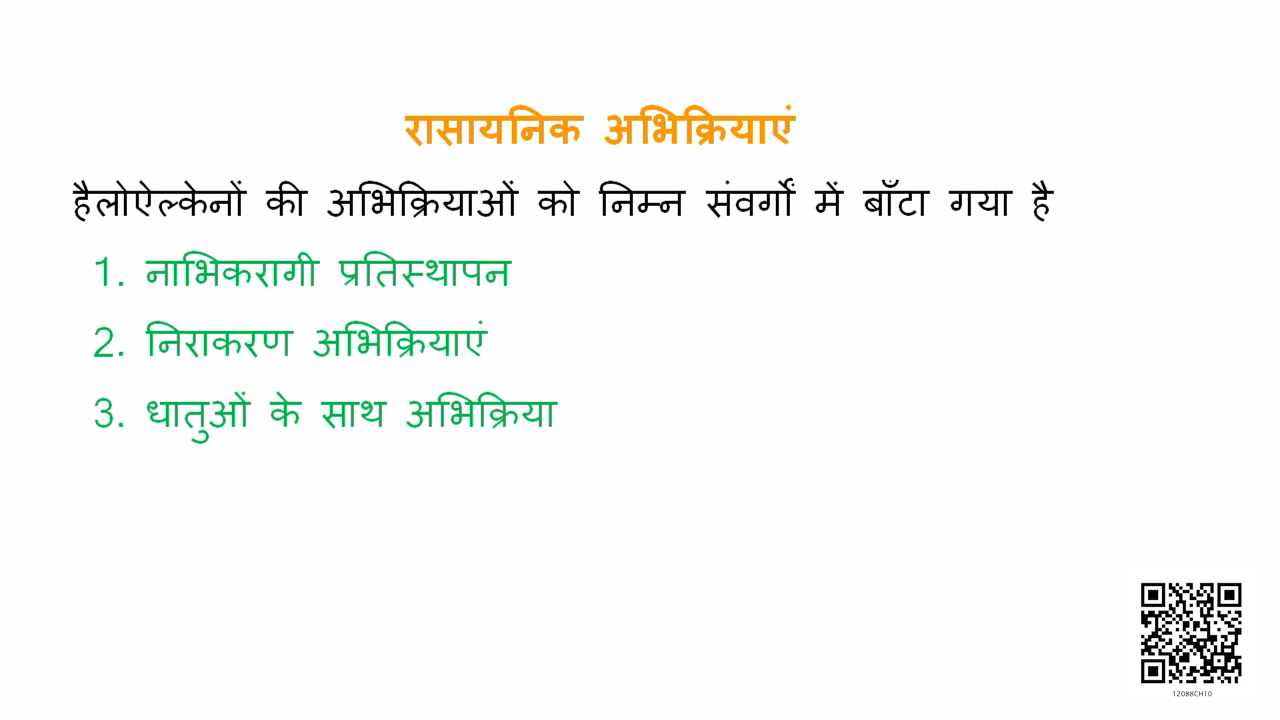 रासायनिक अभिक्रियाएं
हैलोऐल्केनों की अभिक्रियाओं को निम्न संवर्गों में बाँटा गया है
1. नाभिकरागी प्रतिस्थापन
2. निराकरण अभिक्रियाएं
3. धातुओं के साथ अभिक्रिया
12088CH10